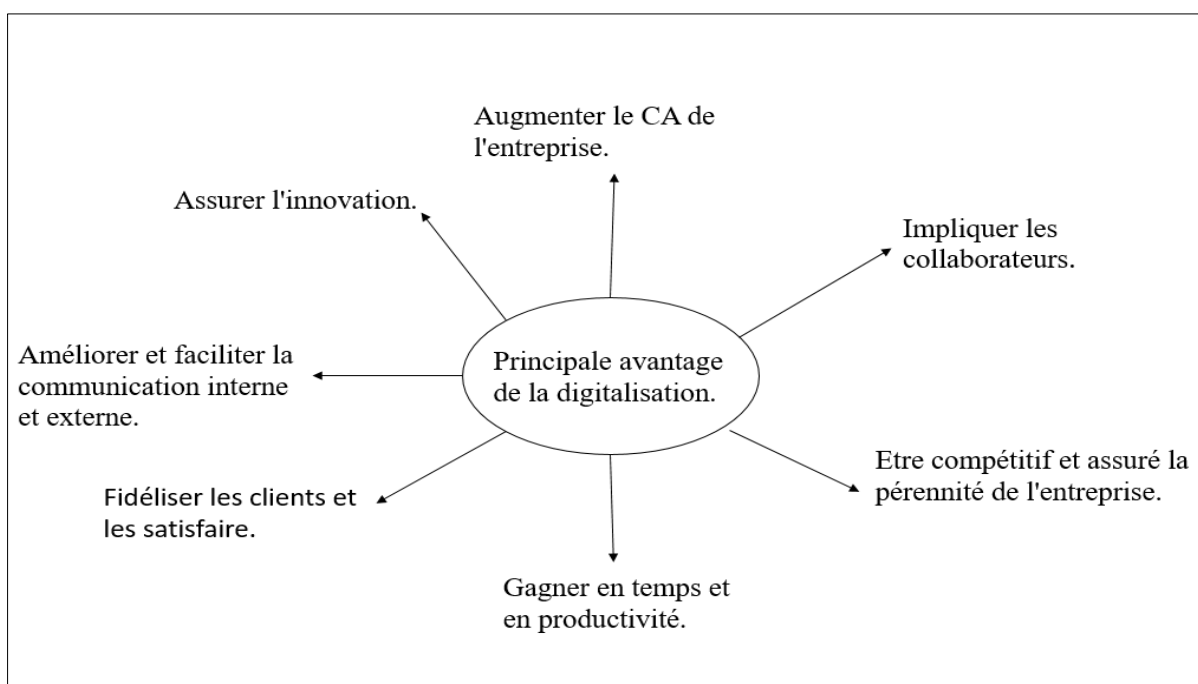 Augmenter le CA de
l'entreprise.
Assurer l'innovation.
Impliquer les
collaborateurs.
Améliorer et faciliter la
communication interne
et externe.
Principale avantage
de la digitalisation.
Etre compétitif et assuré la
pérennité de l'entreprise.
Fidéliser les clients et
les satisfaire.
Gagner en temps et
en productivité.